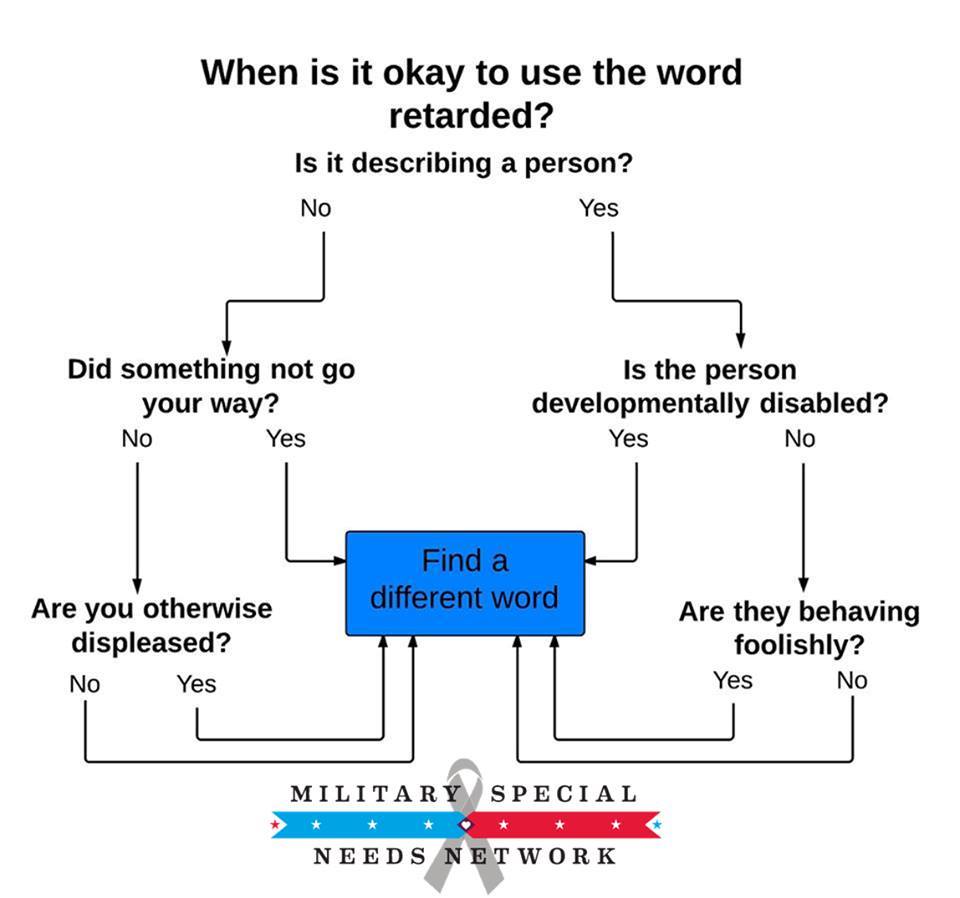 When is it okay to use the word
retarded?
Is it describing a person?
No
Yes
Did something not go
your way?
Is the person
developmentally disabled?
No
Yes
Yes
No
Find a
different word
Are you otherwise
displeased?
Are they behaving
foolishly?
No
Yes
Yes
No
MILITARY SPECIAL
NEEDS NETWORK